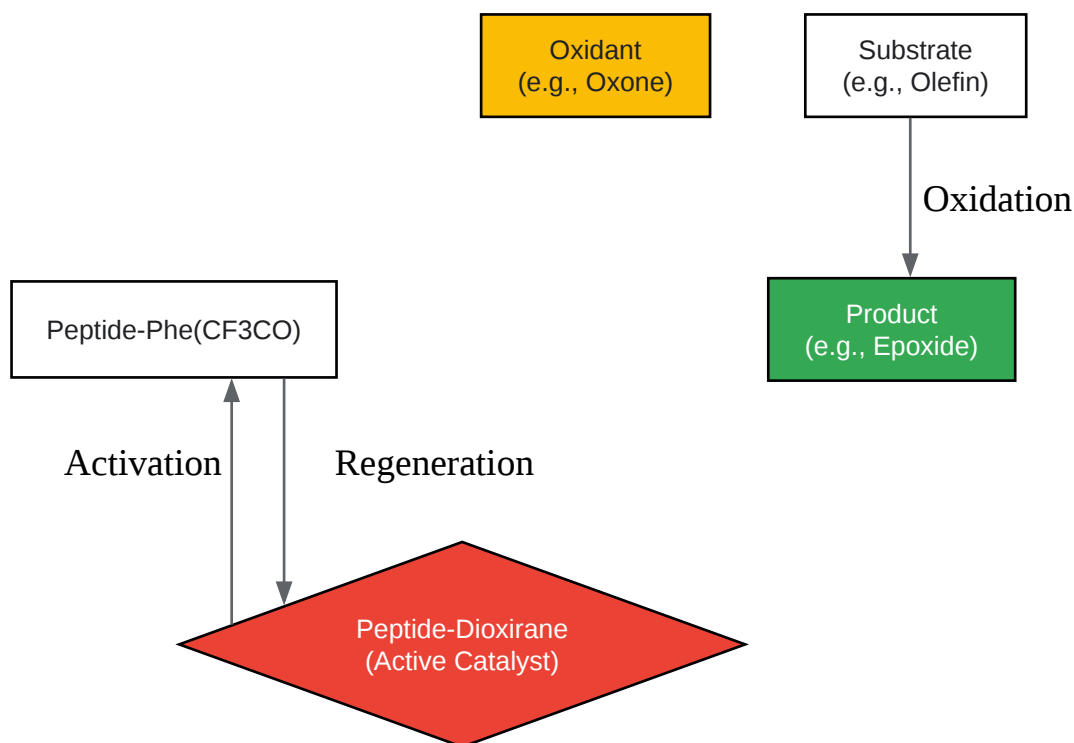 Oxidant
(e.g., Oxone)
Substrate
(e.g., Olefin)
Oxidation
Product
(e.g., Epoxide)
Peptide-Phe(CF3CO)
Activation
Regeneration
Peptide-Dioxirane
(Active Catalyst)